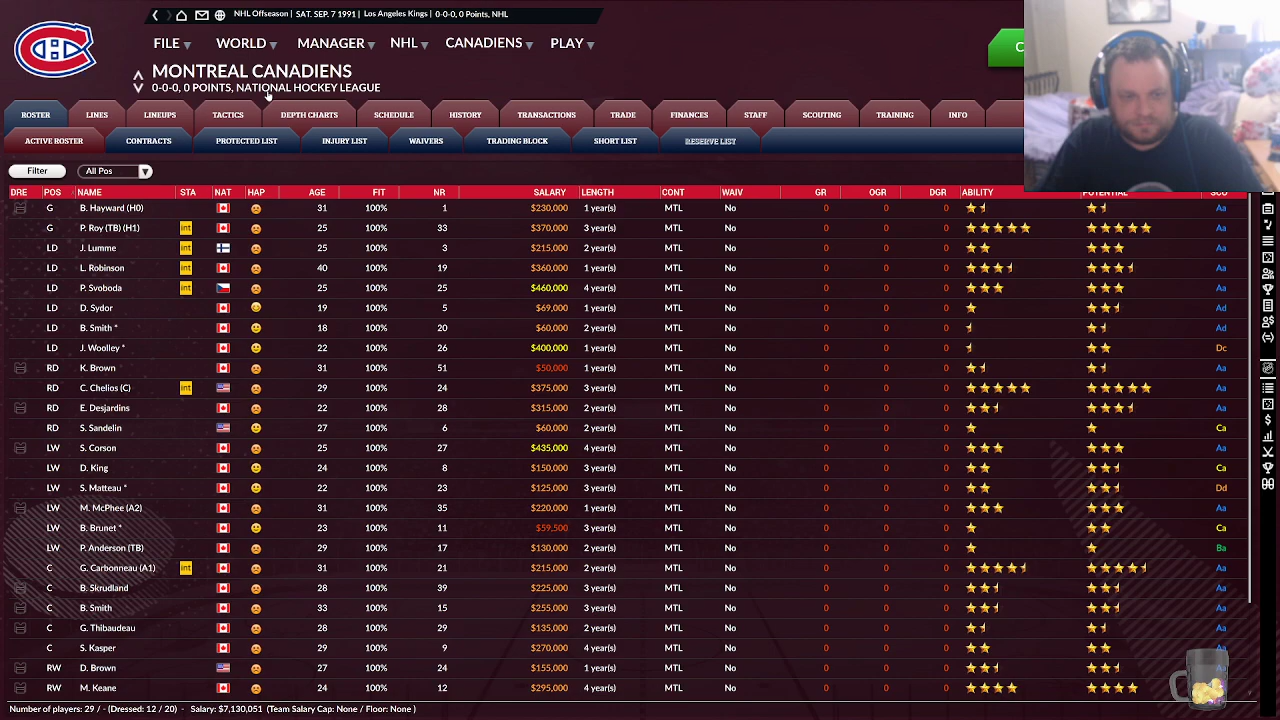 NHL Offseason | SAT. SEP. 7 1991 | Los Angeles Kings | 0-0-0, 0 Points, NHL
FILE WORLD MANAGER NHL CANADIENS PLAY
MONTREAL CANADIENS
0-0-0, 0 POINTS, NATIONAL HOCKEY LEAGUE
ROSTER LINES LINEUPS TACTICS DEPTH CHARTS SCHEDULE HISTORY TRANSACTIONS TRADE FINANCES STAFF SCOUTING TRAINING INFO
ACTIVE ROSTER CONTRACTS PROTECTED LIST INJURY LIST WAIVERS TRADING BLOCK SHORT LIST RESERVE LIST
Filter All Pos
DRE POS NAME STA NAT HAP AGE FIT NR SALARY LENGTH CONT WAIV GR OGR DGR ABILITY POTENTIAL SCO
G B. Hayward (H0) 31 100% 1 $230,000 1 year(s) MTL No 0 0 0 Aa
G P. Roy (TB) (H1) int 25 100% 33 $370,000 3 year(s) MTL No 0 0 0 Aa
LD J. Lumme int 25 100% 3 $215,000 2 year(s) MTL No 0 0 0 Aa
LD L. Robinson int 40 100% 19 $360,000 1 year(s) MTL No 0 0 0 Aa
LD P. Svoboda int 25 100% 25 $460,000 4 year(s) MTL No 0 0 0 Aa
LD D. Sydor 19 100% 5 $69,000 1 year(s) MTL No 0 0 0 Ad
LD B. Smith * 18 100% 20 $60,000 2 year(s) MTL No 0 0 0 Ad
LD J. Woolley * 22 100% 26 $400,000 1 year(s) MTL No 0 0 0 Dc
RD K. Brown 31 100% 51 $50,000 1 year(s) MTL No 0 0 0 Aa
RD C. Chelios (C) int 29 100% 24 $375,000 3 year(s) MTL No 0 0 0 Aa
RD E. Desjardins 22 100% 28 $315,000 2 year(s) MTL No 0 0 0 Aa
RD S. Sandelin 27 100% 6 $60,000 2 year(s) MTL No 0 0 0 Ca
LW S. Corson 25 100% 27 $435,000 4 year(s) MTL No 0 0 0 Aa
LW D. King 24 100% 8 $150,000 3 year(s) MTL No 0 0 0 Ca
LW S. Matteau * 22 100% 23 $125,000 3 year(s) MTL No 0 0 0 Dd
LW M. McPhee (A2) 31 100% 35 $220,000 1 year(s) MTL No 0 0 0 Aa
LW B. Brunet * 23 100% 11 $59,500 3 year(s) MTL No 0 0 0 Ca
LW P. Anderson (TB) 29 100% 17 $130,000 2 year(s) MTL No 0 0 0 Ba
C G. Carbonneau (A1) int 31 100% 21 $215,000 2 year(s) MTL No 0 0 0 Aa
C B. Skrudland 28 100% 39 $225,000 3 year(s) MTL No 0 0 0 Aa
C B. Smith 33 100% 15 $255,000 3 year(s) MTL No 0 0 0 Aa
C G. Thibaudeau 28 100% 29 $135,000 2 year(s) MTL No 0 0 0 Aa
C S. Kasper 29 100% 9 $270,000 4 year(s) MTL No 0 0 0 Aa
RW D. Brown 27 100% 24 $155,000 1 year(s) MTL No 0 0 0
RW M. Keane 24 100% 12 $295,000 4 year(s) MTL No 0 0 0
Number of players: 29 / - (Dressed: 12 / 20) - Salary: $7,130,051 (Team Salary Cap: None / Floor: None )